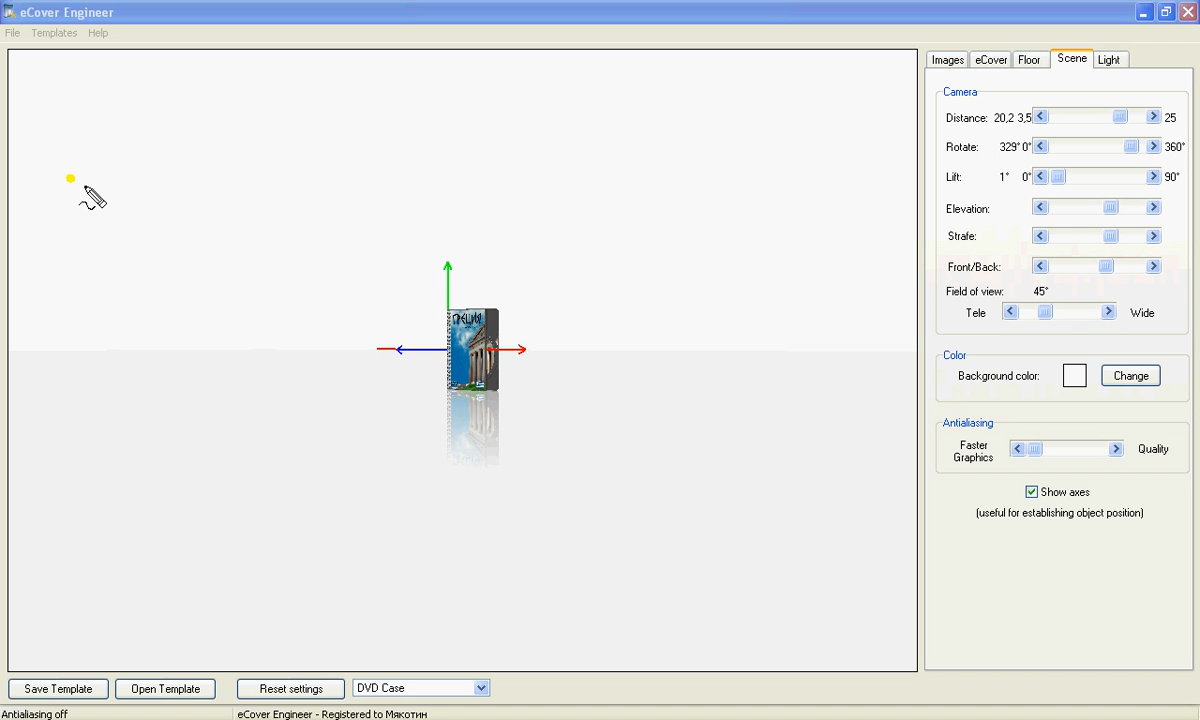 eCover Engineer
File Templates Help
Images eCover Floor Scene Light
Camera
Distance: 20,2 3,5 25
Rotate: 329° 0° 360°
Lift: 1° 0° 90°
Elevation:
Strafe:
Front/Back:
Field of view: 45°
Tele Wide
Color
Background color: Change
Antialiasing
Faster Graphics Quality
Show axes
(useful for establishing object position)
ГРЕЦИЯ
Save Template Open Template Reset settings DVD Case
Antialiasing off eCover Engineer - Registered to Мякотин